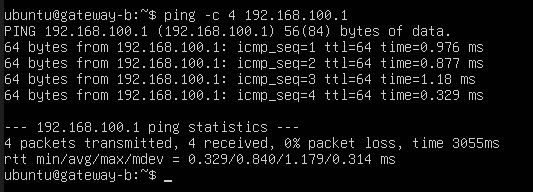 ubuntu@gateway-b:~$ ping -c 4 192.168.100.1
PING 192.168.100.1 (192.168.100.1) 56(84) bytes of data.
64 bytes from 192.168.100.1: icmp_seq=1 ttl=64 time=0.976 ms
64 bytes from 192.168.100.1: icmp_seq=2 ttl=64 time=0.877 ms
64 bytes from 192.168.100.1: icmp_seq=3 ttl=64 time=1.18 ms
64 bytes from 192.168.100.1: icmp_seq=4 ttl=64 time=0.329 ms
--- 192.168.100.1 ping statistics ---
4 packets transmitted, 4 received, 0% packet loss, time 3055ms
rtt min/avg/max/mdev = 0.329/0.840/1.179/0.314 ms
ubuntu@gateway-b:~$ _